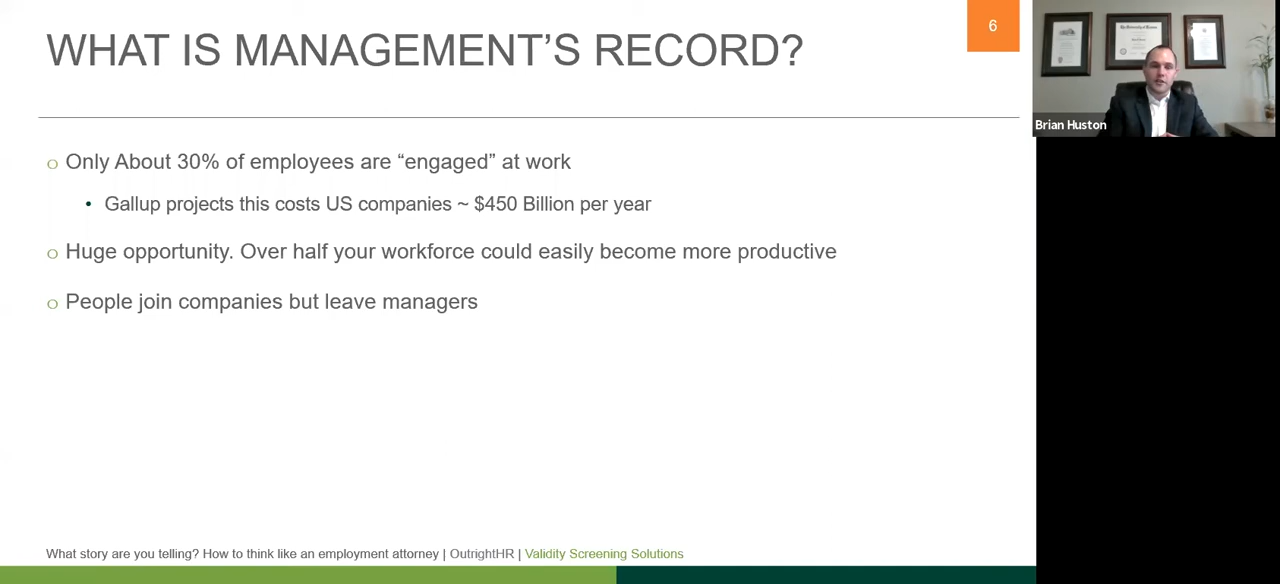 WHAT IS MANAGEMENT’S RECORD?
6
Brian Huston
Only About 30% of employees are “engaged” at work
Gallup projects this costs US companies ~ $450 Billion per year
Huge opportunity. Over half your workforce could easily become more productive
People join companies but leave managers
What story are you telling? How to think like an employment attorney | OutrightHR | Validity Screening Solutions